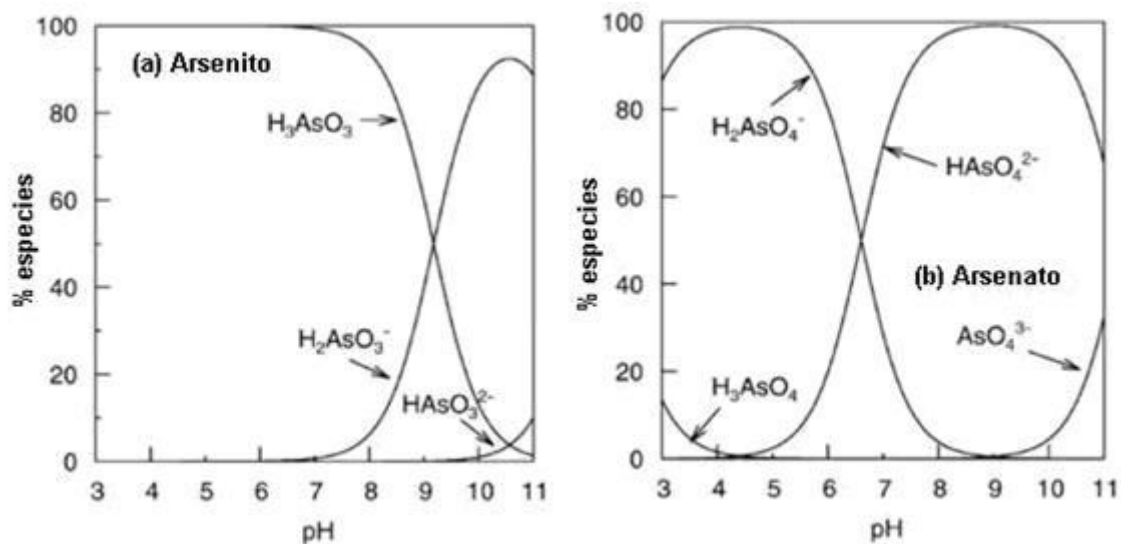 (a) Arsenito
% especies
100
80
60
40
20
0
H₃AsO₃
H₂AsO₃⁻
HAsO₃²⁻
3 4 5 6 7 8 9 10 11
pH
(b) Arsenato
% especies
100
80
60
40
20
0
H₂AsO₄⁻
HAsO₄²⁻
AsO₄³⁻
H₃AsO₄
3 4 5 6 7 8 9 10 11
pH